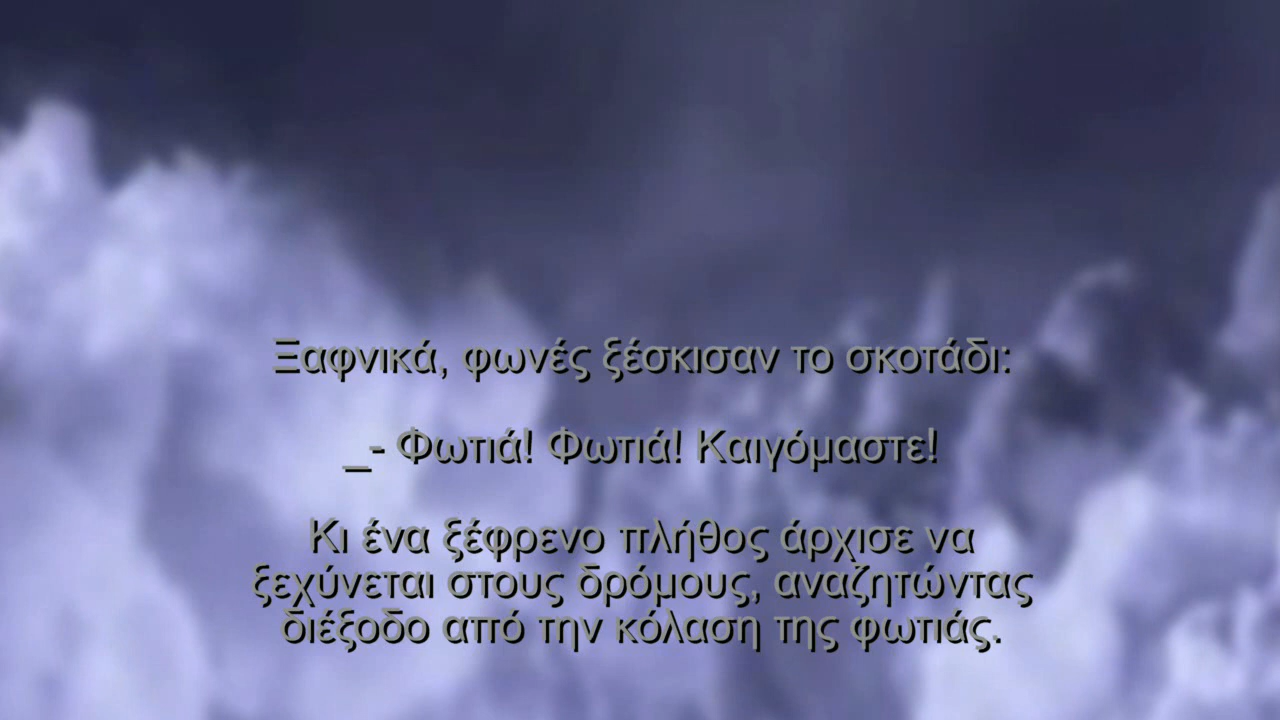 Ξαφνικά, φωνές ξέσκισαν το σκοτάδι:
_- Φωτιά! Φωτιά! Καιγόμαστε!
Κι ένα ξέφρενο πλήθος άρχισε να
ξεχύνεται στους δρόμους, αναζητώντας
διέξοδο από την κόλαση της φωτιάς.